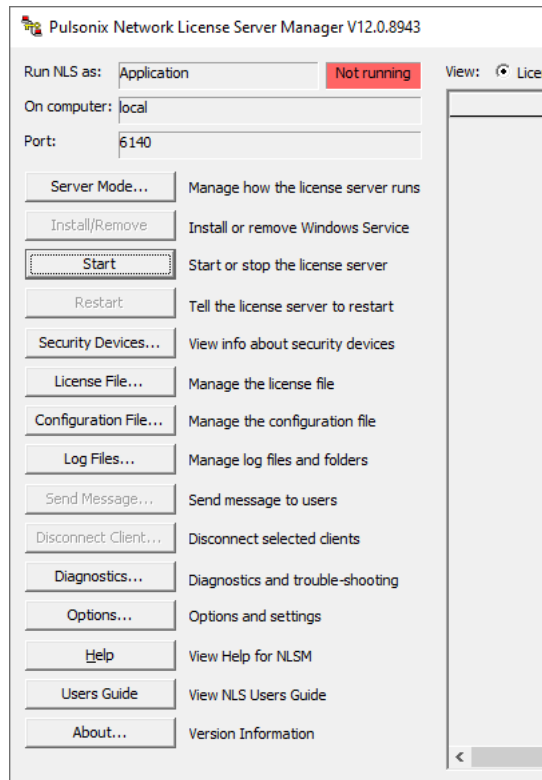 Pulsonix Network License Server Manager V12.0.8943
Run NLS as: Application Not running View: Lice
On computer: local
Port: 6140
Server Mode... Manage how the license server runs
Install/Remove Install or remove Windows Service
Start Start or stop the license server
Restart Tell the license server to restart
Security Devices... View info about security devices
License File... Manage the license file
Configuration File... Manage the configuration file
Log Files... Manage log files and folders
Send Message... Send message to users
Disconnect Client... Disconnect selected clients
Diagnostics... Diagnostics and trouble-shooting
Options... Options and settings
Help View Help for NLSM
Users Guide View NLS Users Guide
About... Version Information